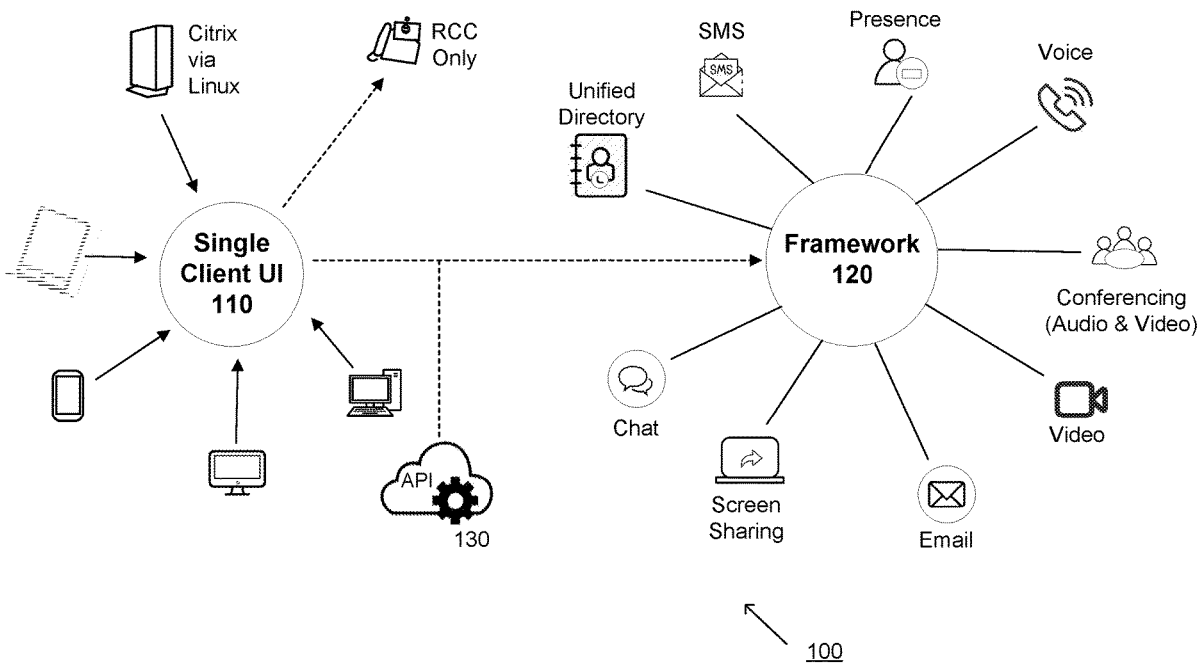 Citrix
via
Linux
RCC
Only
SMS
SMS
Presence
Voice
Unified
Directory
Single
Client UI
110
Framework
120
Conferencing
(Audio & Video)
Chat
Video
API
130
Screen
Sharing
Email
100